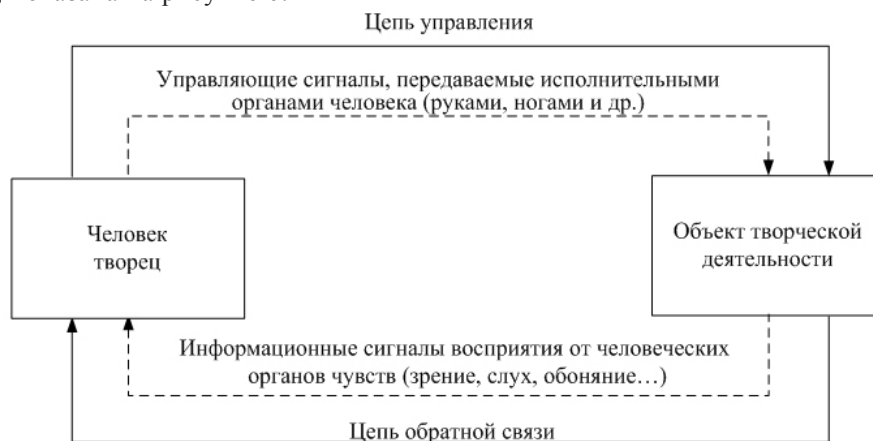 Цепь управления
Управляющие сигналы, передаваемые исполнительными
органами человека (руками, ногами и др.)
Человек
творец
Объект творческой
деятельности
Информационные сигналы восприятия от человеческих
органов чувств (зрение, слух, обоняние…)
Цепь обратной связи